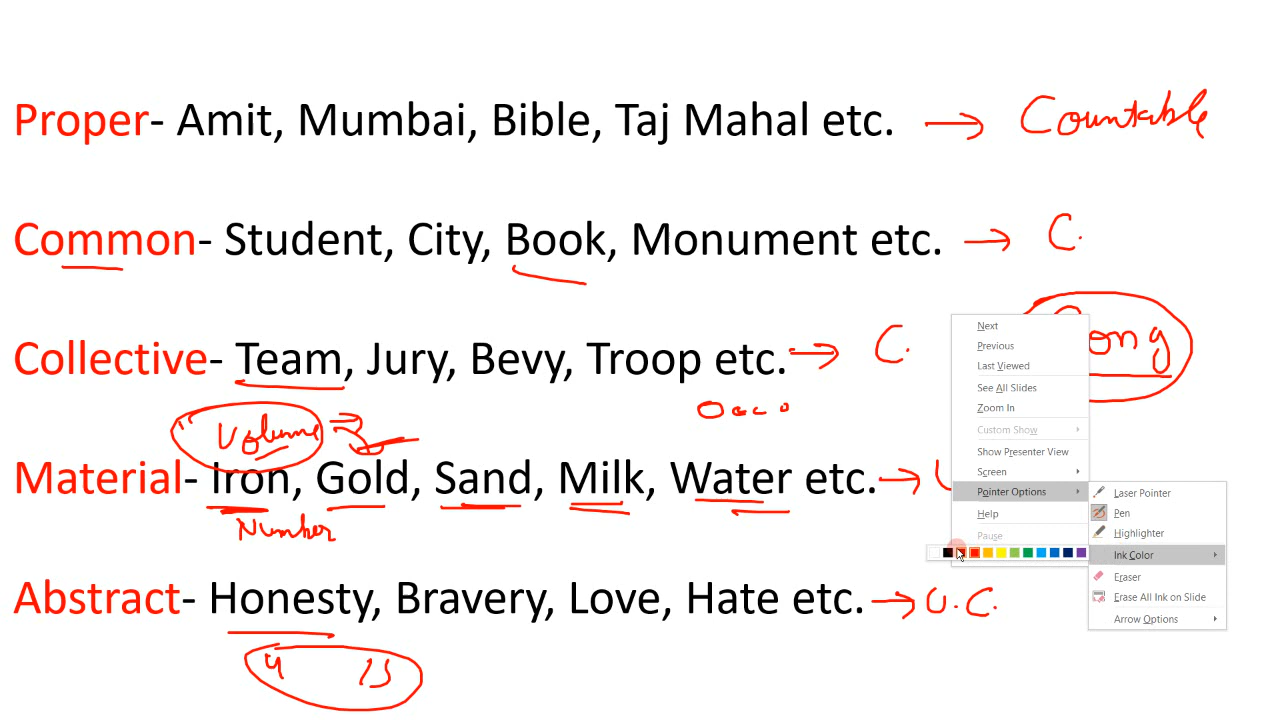 Proper- Amit, Mumbai, Bible, Taj Mahal etc. → Countable
Common- Student, City, Book, Monument etc. → C.
Collective- Team, Jury, Bevy, Troop etc. → C.
Volume
Material- Iron, Gold, Sand, Milk, Water etc. →
Number
Abstract- Honesty, Bravery, Love, Hate etc. → U.C.
Next
Previous
Last Viewed
See All Slides
Zoom In
Custom Show
Show Presenter View
Screen
Pointer Options
Help
Pause
Laser Pointer
Pen
Highlighter
Ink Color
Eraser
Erase All Ink on Slide
Arrow Options